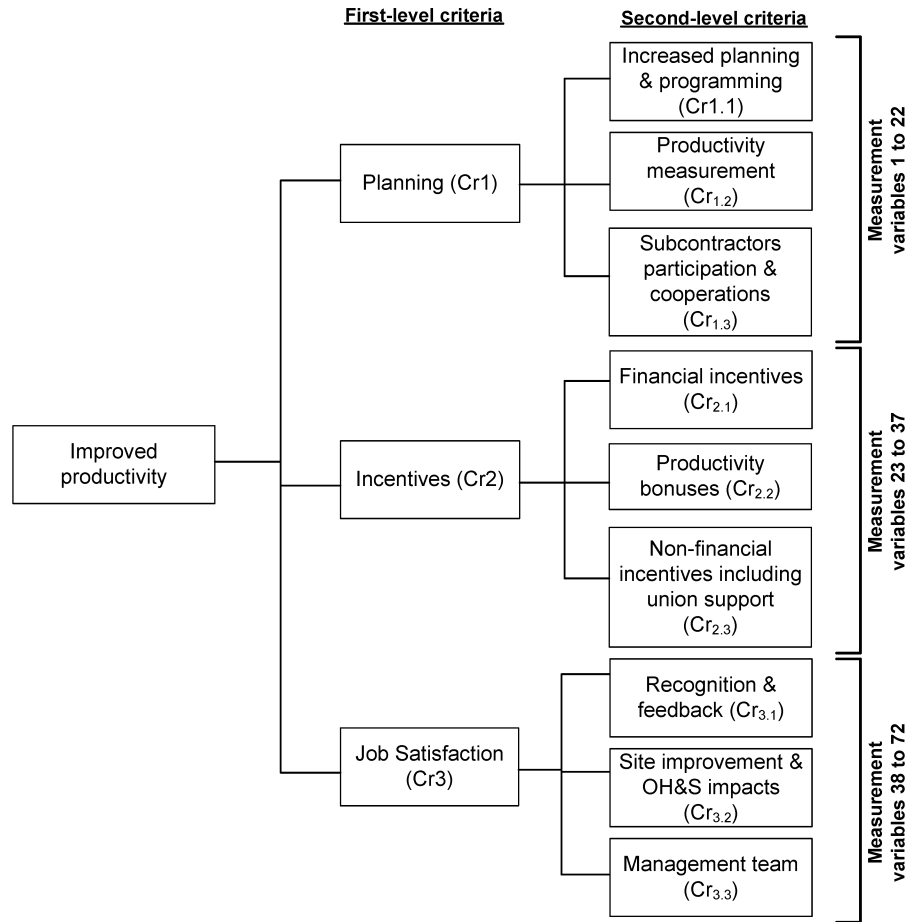 First-level criteria
Second-level criteria
Improved
productivity
Planning (Cr1)
Increased planning
& programming
(Cr1.1)
Productivity
measurement
(Cr1.2)
Subcontractors
participation &
cooperations
(Cr1.3)
Measurement
variables 1 to 22
Incentives (Cr2)
Financial incentives
(Cr2.1)
Productivity
bonuses (Cr2.2)
Non-financial
incentives including
union support
(Cr2.3)
Measurement
variables 23 to 37
Job Satisfaction
(Cr3)
Recognition &
feedback (Cr3.1)
Site improvement &
OH&S impacts
(Cr3.2)
Management team
(Cr3.3)
Measurement
variables 38 to 72